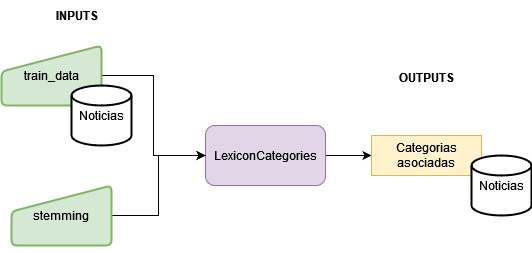 INPUTS
train_data
Noticias
stemming
LexiconCategories
OUTPUTS
Categorias
asociadas
Noticias